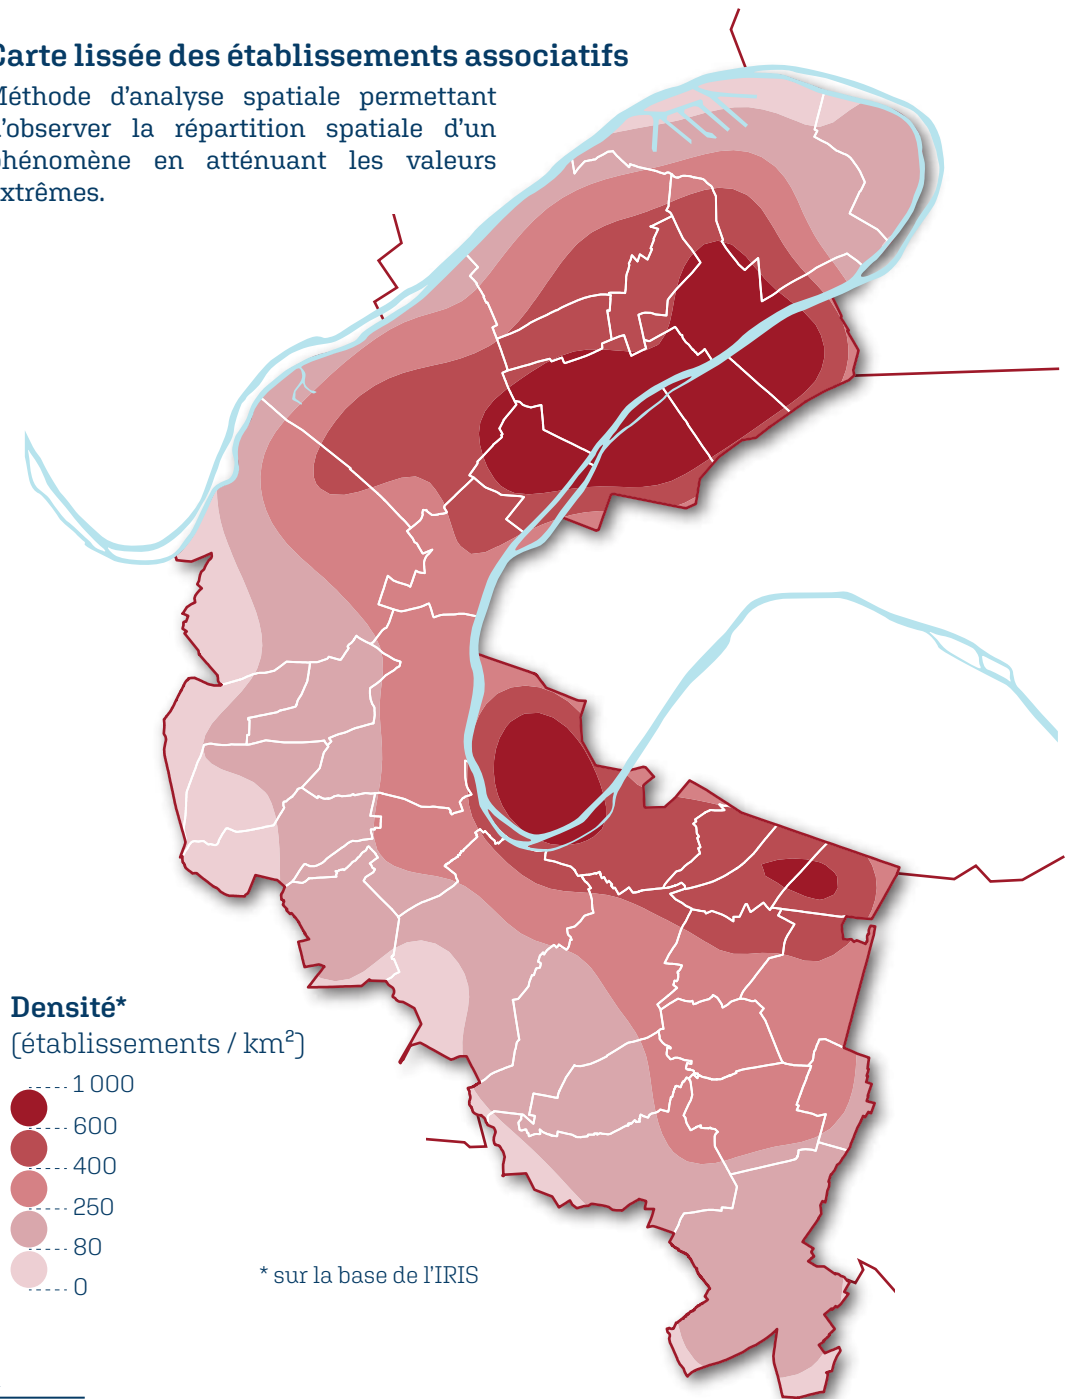 Carte lissée des établissements associatifs
Méthode d'analyse spatiale permettant
d'observer la répartition spatiale d'un
phénomène en atténuant les valeurs
extrêmes.
Densité*
(établissements / km²)
1 000
600
400
250
80
0
* sur la base de l'IRIS